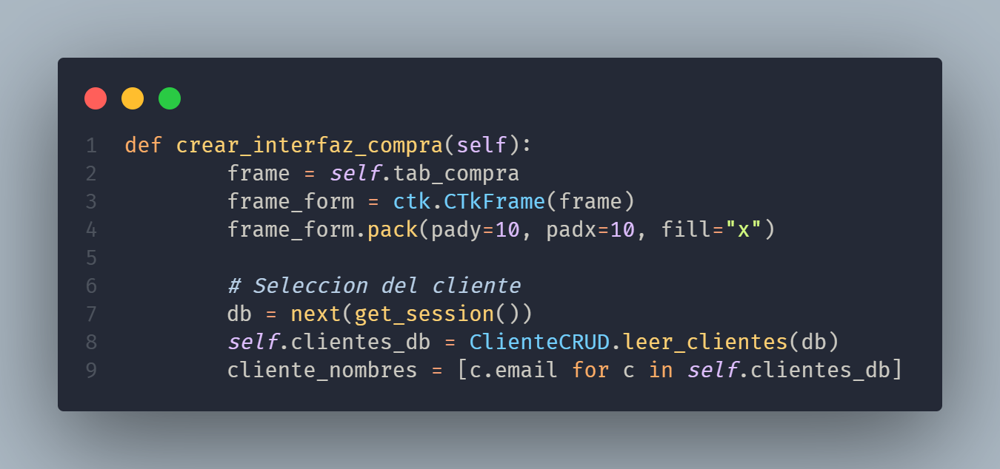 1 def crear_interfaz_compra(self):
2         frame = self.tab_compra
3         frame_form = ctk.CTkFrame(frame)
4         frame_form.pack(pady=10, padx=10, fill="x")
5
6         # Seleccion del cliente
7         db = next(get_session())
8         self.clientes_db = ClienteCRUD.leer_clientes(db)
9         cliente_nombres = [c.email for c in self.clientes_db]